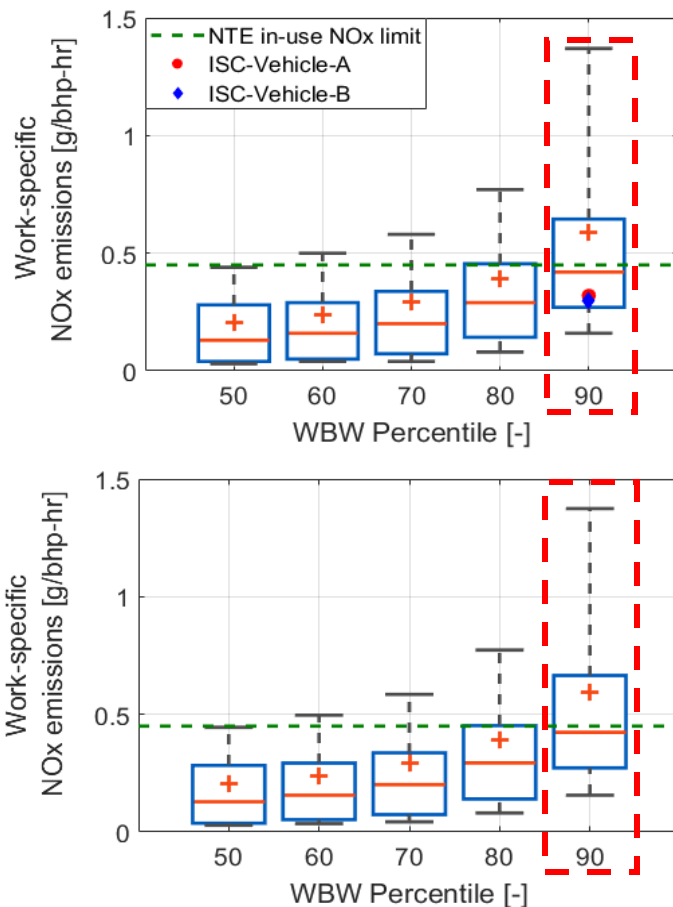 1.5
1
0.5
0
Work-specific
NOx emissions [g/bhp-hr]
NTE in-use NOx limit
ISC-Vehicle-A
ISC-Vehicle-B
50 60 70 80 90
WBW Percentile [-]
1.5
1
0.5
0
Work-specific
NOx emissions [g/bhp-hr]
50 60 70 80 90
WBW Percentile [-]